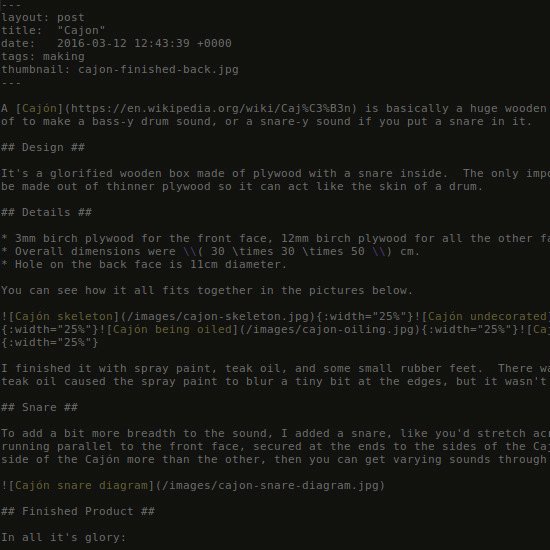 ---
layout: post
title:  "Cajon"
date:   2016-03-12 12:43:39 +0000
tags: making
thumbnail: cajon-finished-back.jpg
---
A [Cajón](https://en.wikipedia.org/wiki/Caj%C3%B3n) is basically a huge wooden
of to make a bass-y drum sound, or a snare-y sound if you put a snare in it.
## Design ##
It's a glorified wooden box made of plywood with a snare inside.  The only impo
be made out of thinner plywood so it can act like the skin of a drum.
## Details ##
* 3mm birch plywood for the front face, 12mm birch plywood for all the other fa
* Overall dimensions were \\( 30 \times 30 \times 50 \\) cm.
* Hole on the back face is 11cm diameter.
You can see how it all fits together in the pictures below.
![Cajón skeleton](/images/cajon-skeleton.jpg){:width="25%"}![Cajón undecorated]
{:width="25%"}![Cajón being oiled](/images/cajon-oiling.jpg){:width="25%"}![Caj
{:width="25%"}
I finished it with spray paint, teak oil, and some small rubber feet.  There wa
teak oil caused the spray paint to blur a tiny bit at the edges, but it wasn't
## Snare ##
To add a bit more breadth to the sound, I added a snare, like you'd stretch acr
running parallel to the front face, secured at the ends to the sides of the Caj
side of the Cajón more than the other, then you can get varying sounds through
![Cajón snare diagram](/images/cajon-snare-diagram.jpg)
## Finished Product ##
In all it's glory: